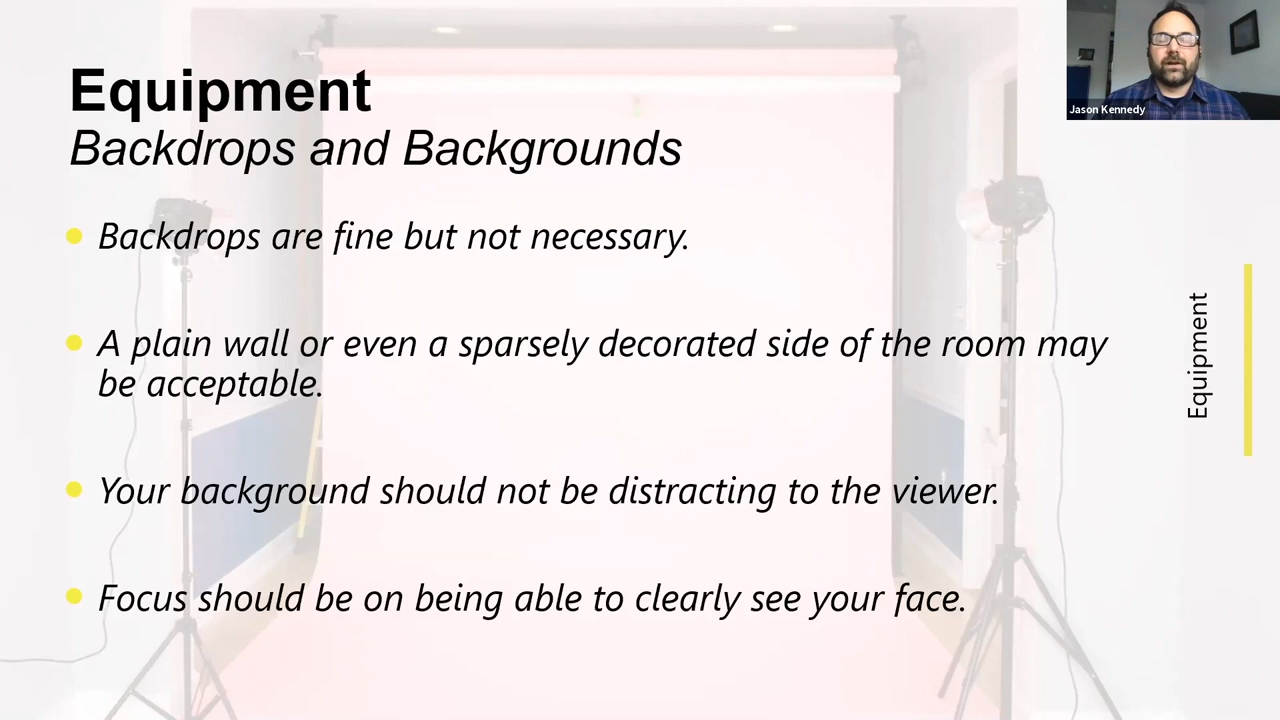 Equipment
Backdrops and Backgrounds
Jason Kennedy
Backdrops are fine but not necessary.
A plain wall or even a sparsely decorated side of the room may
be acceptable.
Your background should not be distracting to the viewer.
Focus should be on being able to clearly see your face.
Equipment